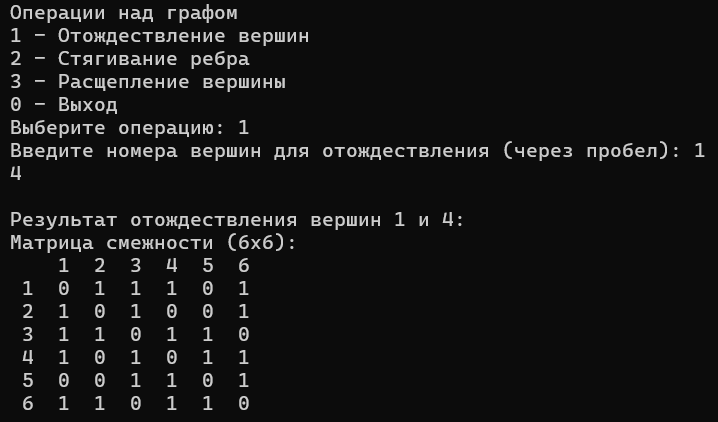 Операции над графом
1 – Отождествление вершин
2 – Стягивание ребра
3 – Расщепление вершины
0 – Выход
Выберите операцию: 1
Введите номера вершин для отождествления (через пробел): 1
4
Результат отождествления вершин 1 и 4:
Матрица смежности (6x6):
1 2 3 4 5 6
1 0 1 1 1 0 1
2 1 0 1 0 0 1
3 1 1 0 1 1 0
4 1 0 1 0 1 1
5 0 0 1 1 0 1
6 1 1 0 1 1 0